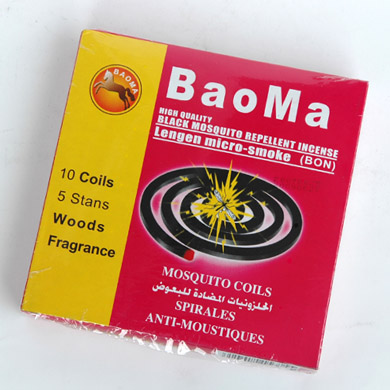 BAOMA
BaoMa
HIGH QUALITY
BLACK MOSQUITO REPELLENT INCENSE
Lengen micro-smoke (BON)
10 Coils
5 Stans
Woods
Fragrance
MOSQUITO COILS
الحلزونيات المضادة للبعوض
SPIRALES
ANTI-MOUSTIQUES